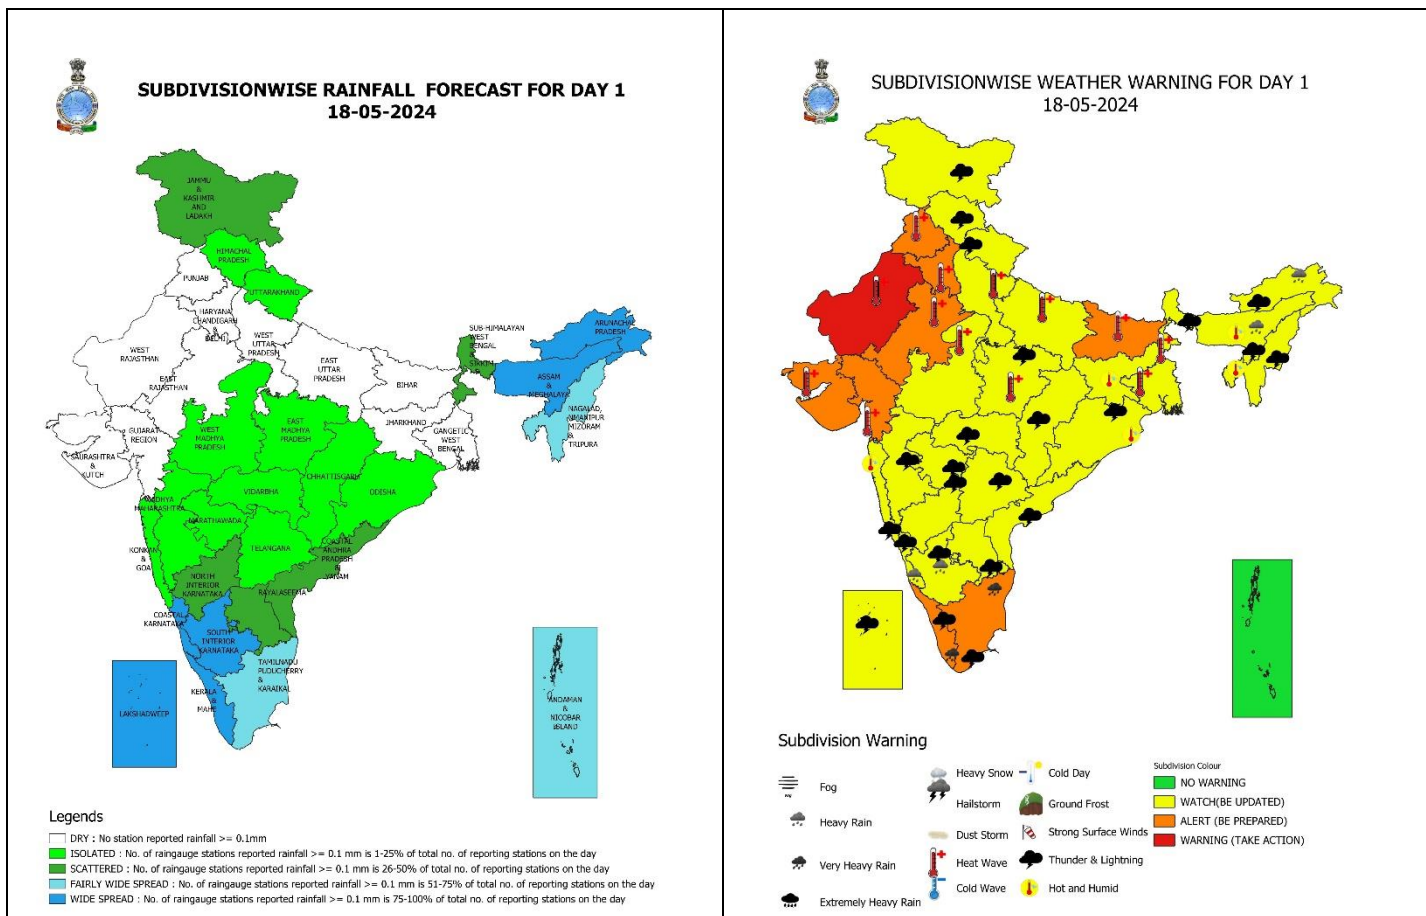 SUBDIVISIONWISE RAINFALL FORECAST FOR DAY 1
18-05-2024
JAMMU
&
KASHMIR
AND
LADAKH
HIMACHAL
PRADESH
PUNJAB
UTTARAKHAND
HARYANA
CHANDIGARH
&
DELHI
WEST
UTTAR
PRADESH
WEST
RAJASTHAN
EAST
RAJASTHAN
EAST
UTTAR
PRADESH
BIHAR
SUB-HIMALAYAN
WEST
BENGAL
&
SIKKIM
ARUNACHAL
PRADESH
ASSAM
&
MEGHALAYA
NAGALAD,
MANIPUR
MIZORAM
&
TRIPURA
JHARKHAND
GANGETIC
WEST
BENGAL
GUJARAT
REGION
SAURASHTRA
&
KUTCH
WEST
MADHYA
PRADESH
EAST
MADHYA
PRADESH
CHHATTISGARH
ODISHA
VIDARBHA
MADHYA
MAHARASHTRA
MARATHAWADA
KONKAN
&
GOA
TELANGANA
COASTAL
ANDHRA
PRADESH
&
YANAM
NORTH
INTERIOR
KARNATAKA
RAYALASEEMA
COASTAL
KARNATAKA
SOUTH
INTERIOR
KARNATAKA
TAMILNADU
PUDUCHERRY
&
KARAIKAL
KERALA
&
MAHE
LAKSHADWEEP
ANDAMAN
&
NICOBAR
ISLAND
Legends
DRY : No station reported rainfall >= 0.1mm
ISOLATED : No. of raingauge stations reported rainfall >= 0.1 mm is 1-25% of total no. of reporting stations on the day
SCATTERED : No. of raingauge stations reported rainfall >= 0.1 mm is 26-50% of total no. of reporting stations on the day
FAIRLY WIDE SPREAD : No. of raingauge stations reported rainfall >= 0.1 mm is 51-75% of total no. of reporting stations on the day
WIDE SPREAD : No. of raingauge stations reported rainfall >= 0.1 mm is 75-100% of total no. of reporting stations on the day
SUBDIVISIONWISE WEATHER WARNING FOR DAY 1
18-05-2024
Subdivision Warning
Fog
Heavy Rain
Very Heavy Rain
Extremely Heavy Rain
Heavy Snow
Hailstorm
Dust Storm
Heat Wave
Cold Wave
Cold Day
Ground Frost
Strong Surface Winds
Thunder & Lightning
Hot and Humid
Subdivision Colour
NO WARNING
WATCH(BE UPDATED)
ALERT (BE PREPARED)
WARNING (TAKE ACTION)